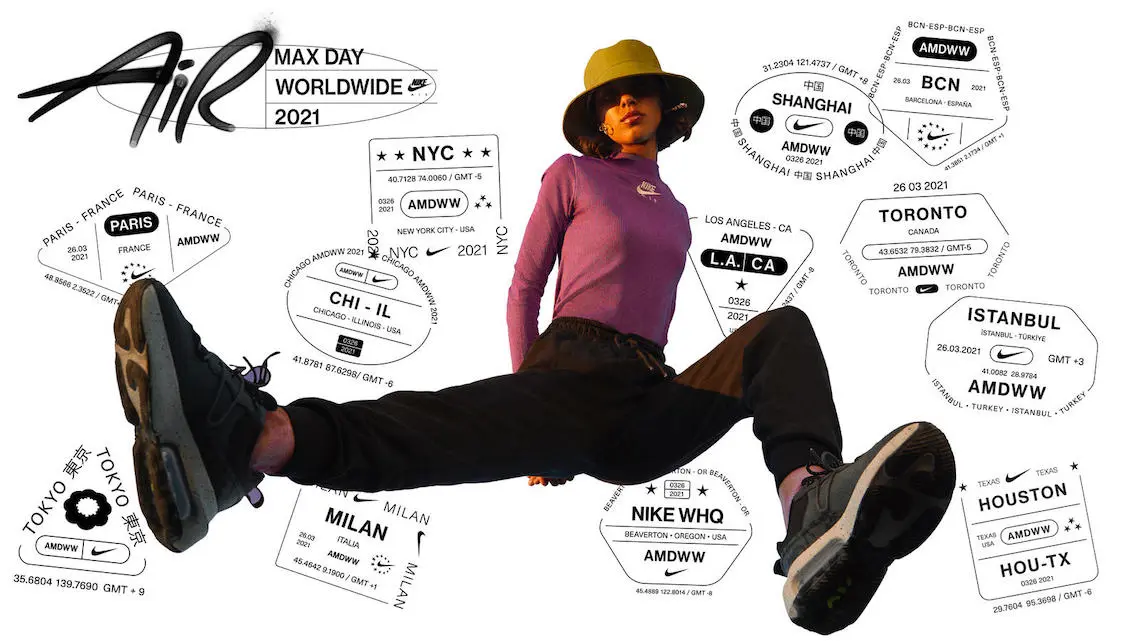 AiR
MAX DAY
WORLDWIDE NIKE AIR
2021
31.2304 121.4737 / GMT +8
中国
SHANGHAI
中国
中国
AMDWW
0326 2021
中国 SHANGHAI 中国 SHANGHAI 中国
BCN-ESP-BCN-ESP
BCN-ESP-BCN-ESP
BCN-ESP-BCN-ESP
AMDWW
26.03
BCN
2021
BARCELONA · ESPAÑA
41.3851 2.1734 / GMT +1
★ ★ NYC ★ ★
40.7128 74.0060 / GMT -5
0326
2021
AMDWW
NEW YORK CITY - USA
2021
NYC
2021
NYC
PARIS - FRANCE
PARIS - FRANCE
PARIS
26.03
2021
FRANCE
AMDWW
48.8566 2.3522 / GMT
CHICAGO AMDWW 2021 ★ CHICAGO AMDWW 2021
AMDWW
CHI - IL
CHICAGO - ILLINOIS - USA
0326
2021
41.8781 87.6298/ GMT -6
NIKE
AIR
LOS ANGELES - CA
AMDWW
L.A. CA
0326
2021
2437 / GMT -8
26 03 2021
TORONTO
CANADA
43.6532 79.3832 / GMT-5
AMDWW
TORONTO
TORONTO
TORONTO
TORONTO
ISTANBUL
İSTANBUL - TÜRKİYE
26.03.2021
GMT +3
41.0082 28.9784
AMDWW
ISTANBUL • TURKEY • ISTANBUL • TURKEY
TOKYO 東京
TOKYO 東京
AMDWW
35.6804 139.7690 GMT + 9
MILAN
MILAN
ITALIA
26.03
2021
AMDWW
45.4642 9.1900 / GMT +1
MILAN
BEAVERTON - OR BEAVERTON - OR
0326
2021
NIKE WHQ
BEAVERTON • OREGON • USA
AMDWW
45.4889 122.8014 / GMT -8
TEXAS
TEXAS
HOUSTON
TEXAS
USA
AMDWW
HOU-TX
0326 2021
29.7604 95.3698 / GMT -6